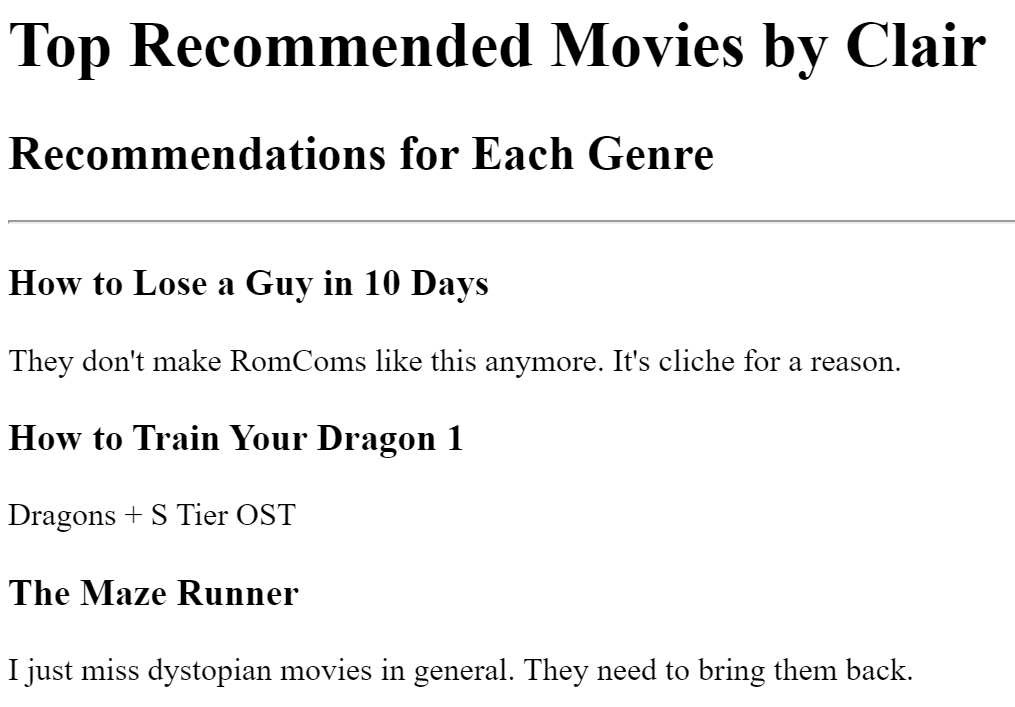 Top Recommended Movies by Clair
Recommendations for Each Genre
How to Lose a Guy in 10 Days
They don't make RomComs like this anymore. It's cliche for a reason.
How to Train Your Dragon 1
Dragons + S Tier OST
The Maze Runner
I just miss dystopian movies in general. They need to bring them back.